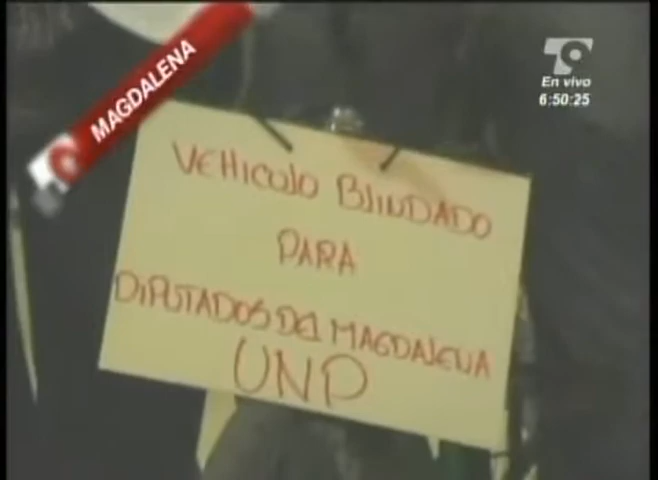 MAGDALENA
En vivo
6:50:25
VEHICULO BLINDADO
PARA
DIPUTADOS DEL MAGDALENA
UNP